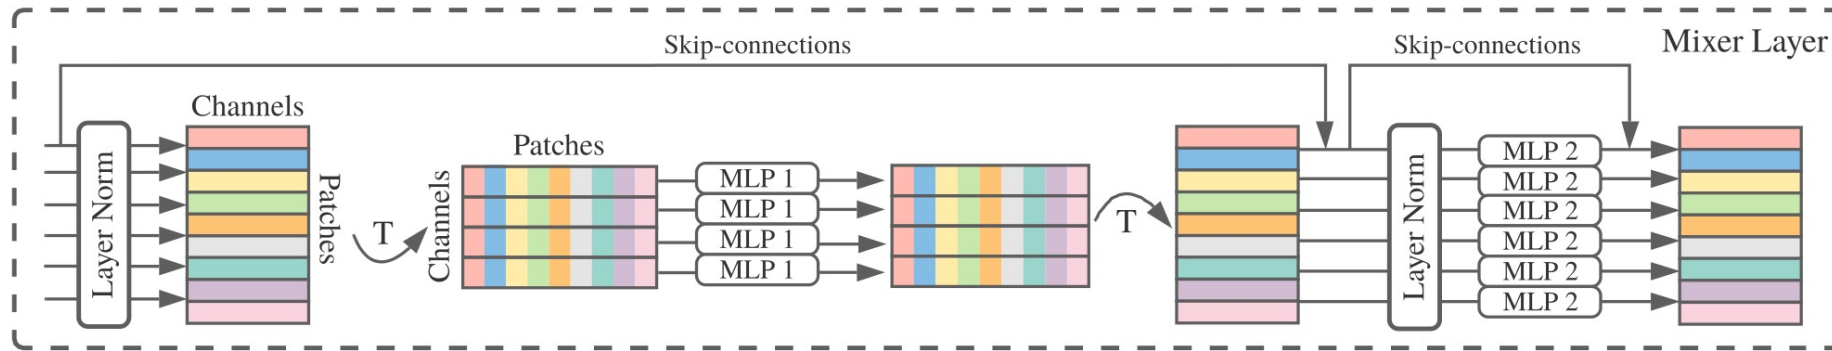 Skip-connections
Skip-connections
Mixer Layer
Layer Norm
Channels
Patches
T
Patches
Channels
MLP 1
MLP 1
MLP 1
MLP 1
T
Layer Norm
MLP 2
MLP 2
MLP 2
MLP 2
MLP 2
MLP 2